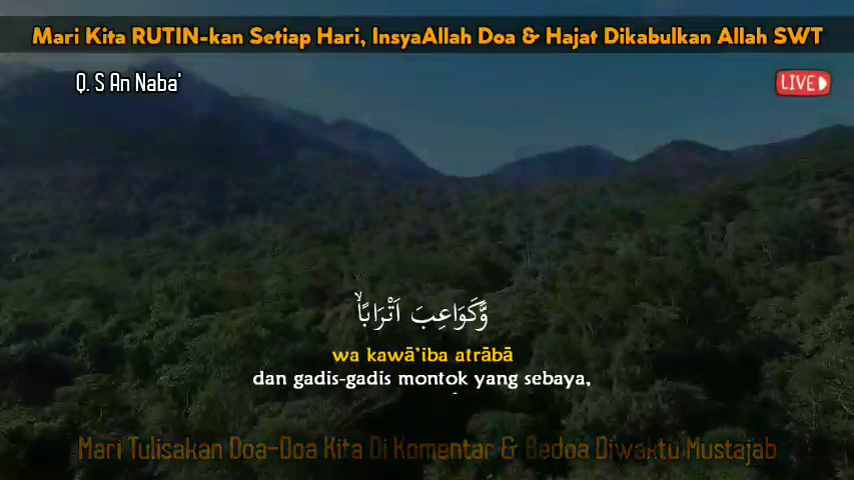 Mari Kita RUTIN-kan Setiap Hari, InsyaAllah Doa & Hajat Dikabulkan Allah SWT
Q. S An Naba'
LIVE
وَّكَوَاعِبَ اَتْرَابًاۙ
wa kawā'iba atrābā
dan gadis-gadis montok yang sebaya,
Mari Tulisakan Doa-Doa Kita Di Komentar & Bedoa Diwaktu Mustajab